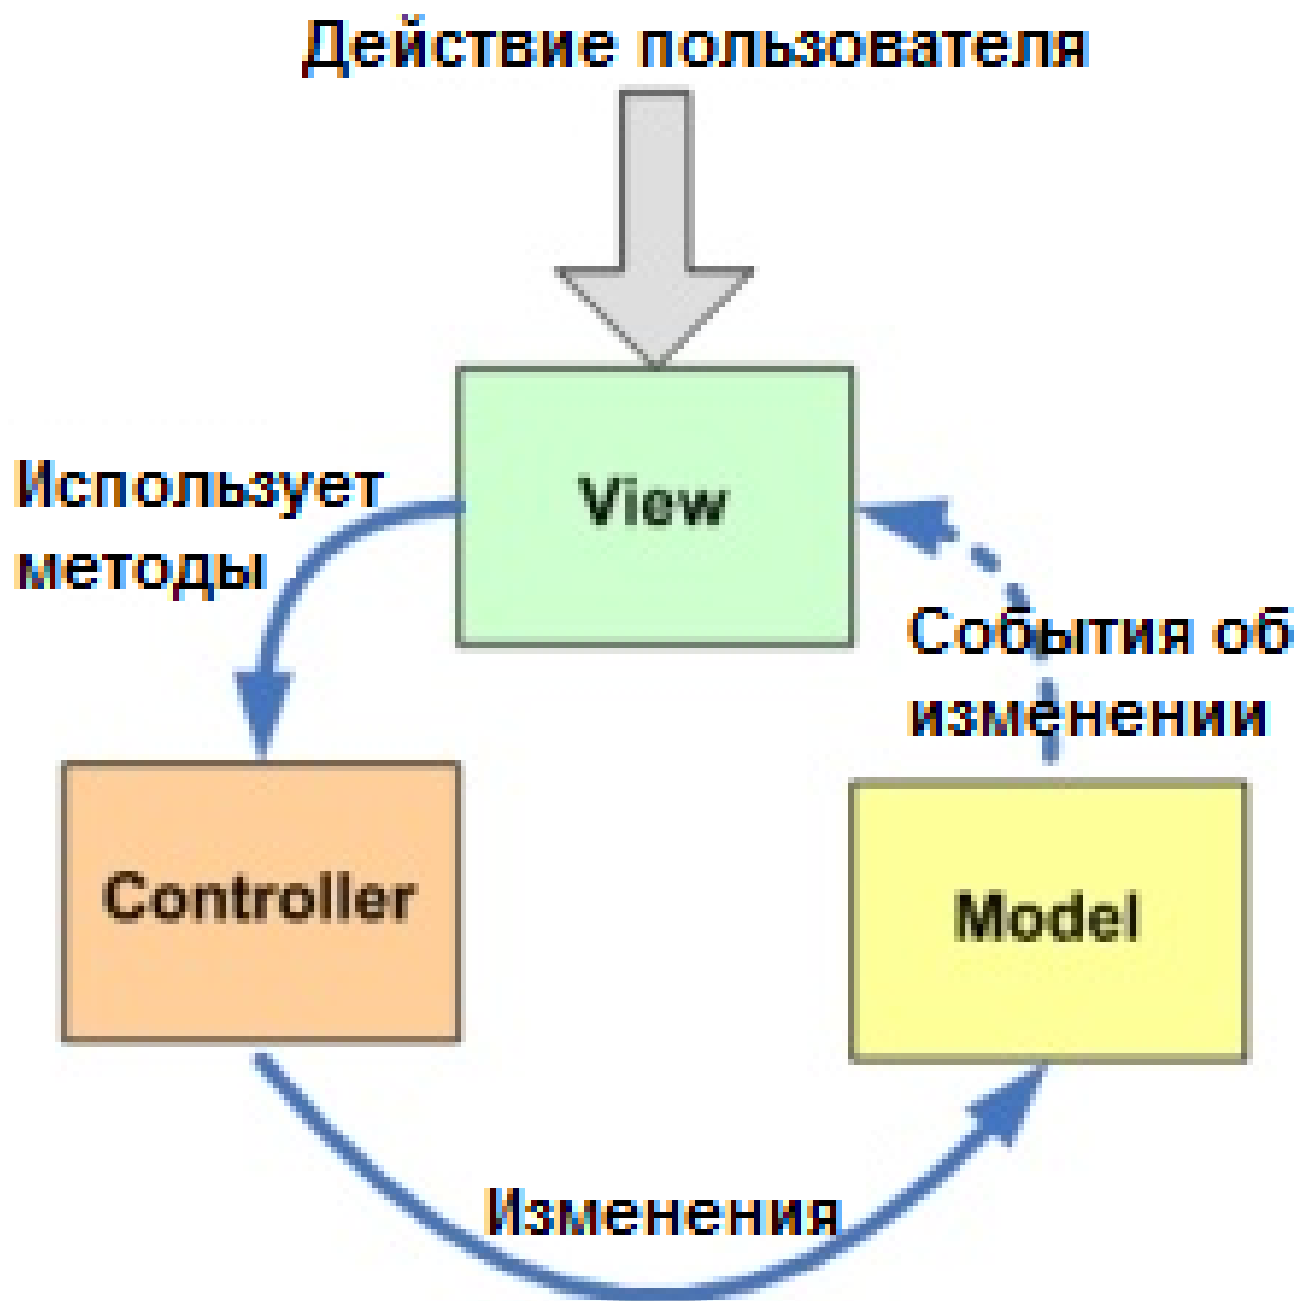 Действие пользователя
View
Использует
методы
События об
изменении
Controller
Model
Изменения